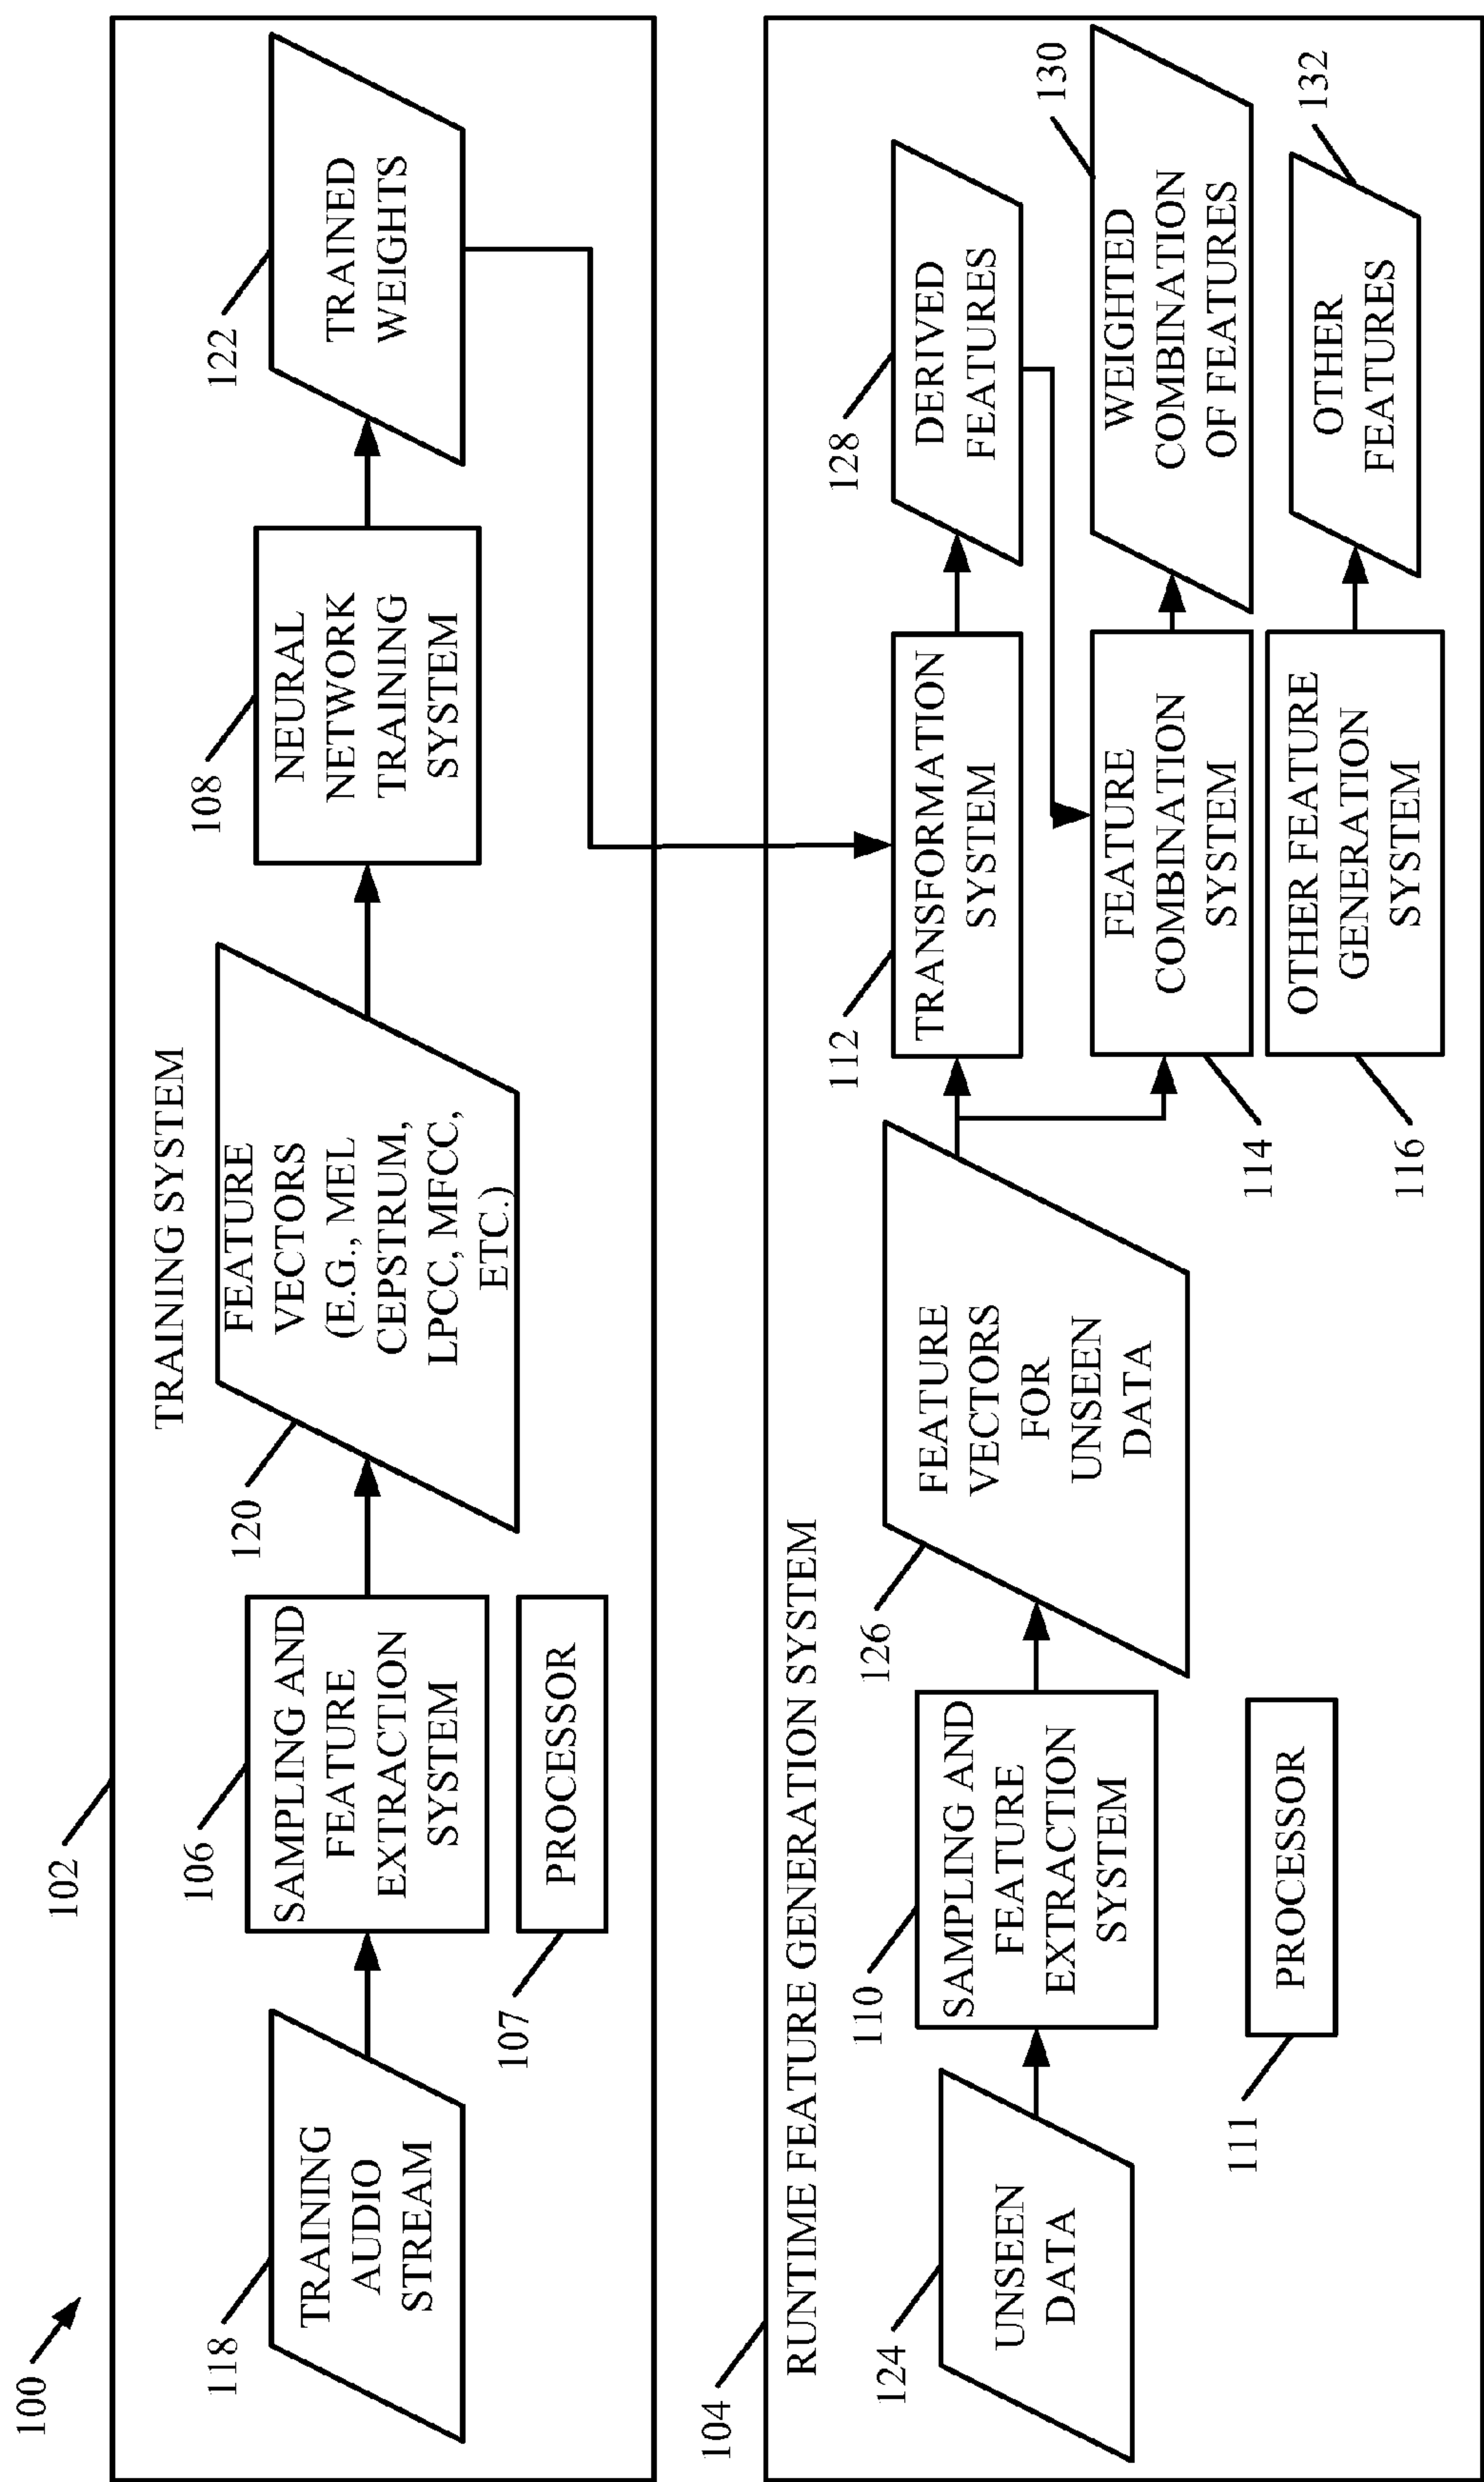 100
102
TRAINING SYSTEM
118
TRAINING
AUDIO
STREAM
106
SAMPLING AND
FEATURE
EXTRACTION
SYSTEM
107
PROCESSOR
120
FEATURE
VECTORS
(E.G., MEL
CEPSTRUM,
LPCC, MFCC,
ETC.)
108
NEURAL
NETWORK
TRAINING
SYSTEM
122
TRAINED
WEIGHTS
104
RUNTIME FEATURE GENERATION SYSTEM
124
UNSEEN
DATA
110
SAMPLING AND
FEATURE
EXTRACTION
SYSTEM
111
PROCESSOR
126
FEATURE
VECTORS
FOR
UNSEEN
DATA
112
TRANSFORMATION
SYSTEM
114
FEATURE
COMBINATION
SYSTEM
116
OTHER FEATURE
GENERATION
SYSTEM
128
DERIVED
FEATURES
130
WEIGHTED
COMBINATION
OF FEATURES
132
OTHER
FEATURES